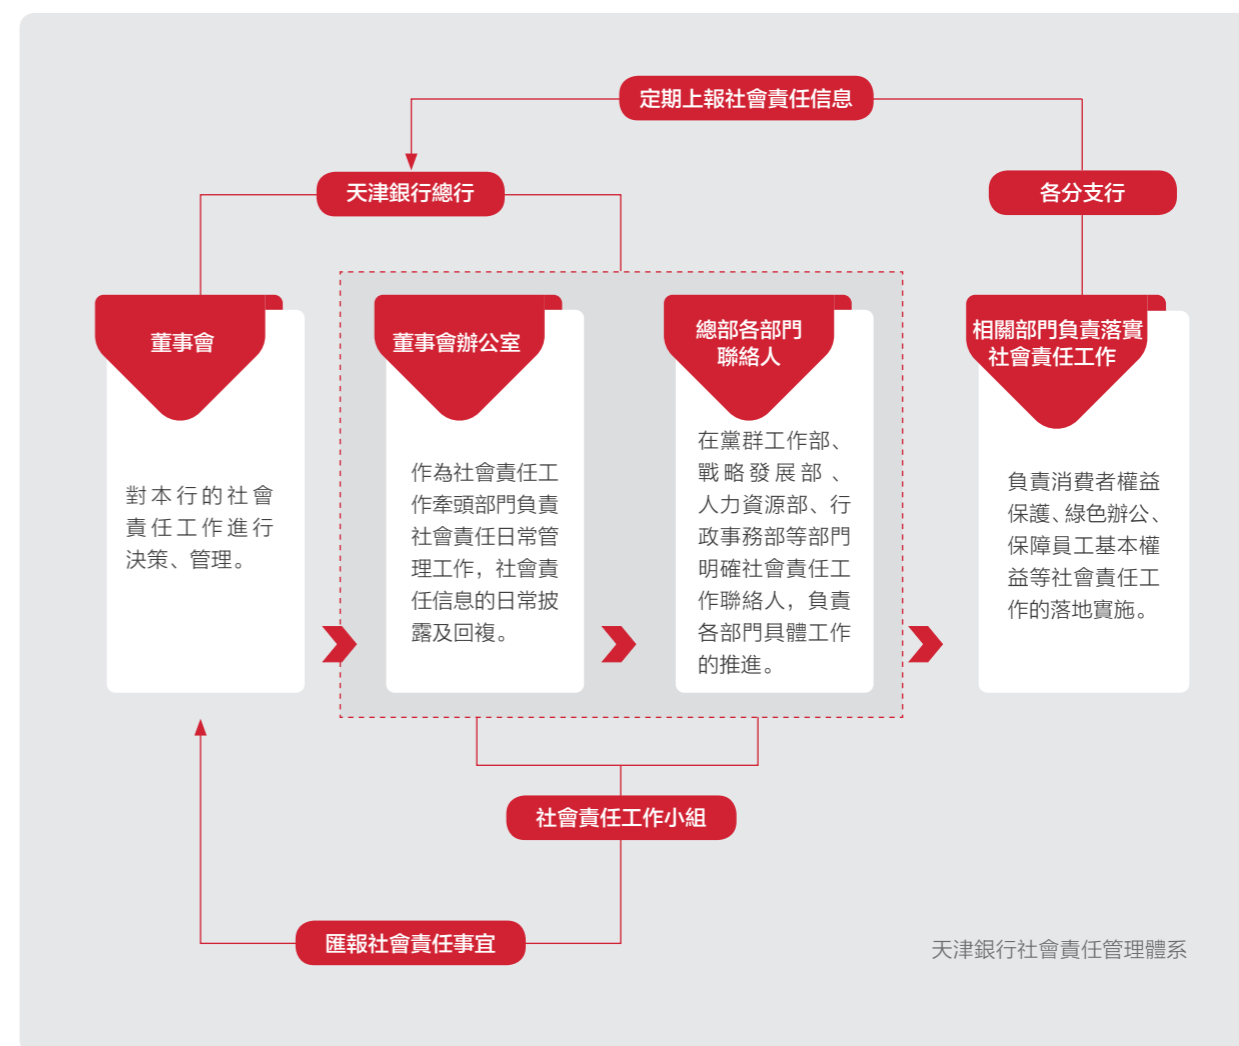 定期上報社會責任信息
天津銀行總行
各分支行
董事會
對本行的社會
責任工作進行
決策、管理。
董事會辦公室
作為社會責任工
作牽頭部門負責
社會責任日常管
理工作，社會責
任信息的日常披
露及回複。
總部各部門
聯絡人
在黨群工作部、
戰略發展部、
人力資源部、行
政事務部等部門
明確社會責任工
作聯絡人，負責
各部門具體工作
的推進。
相關部門負責落實
社會責任工作
負責消費者權益
保護、綠色辦公、
保障員工基本權
益等社會責任工
作的落地實施。
社會責任工作小組
匯報社會責任事宜
天津銀行社會責任管理體系